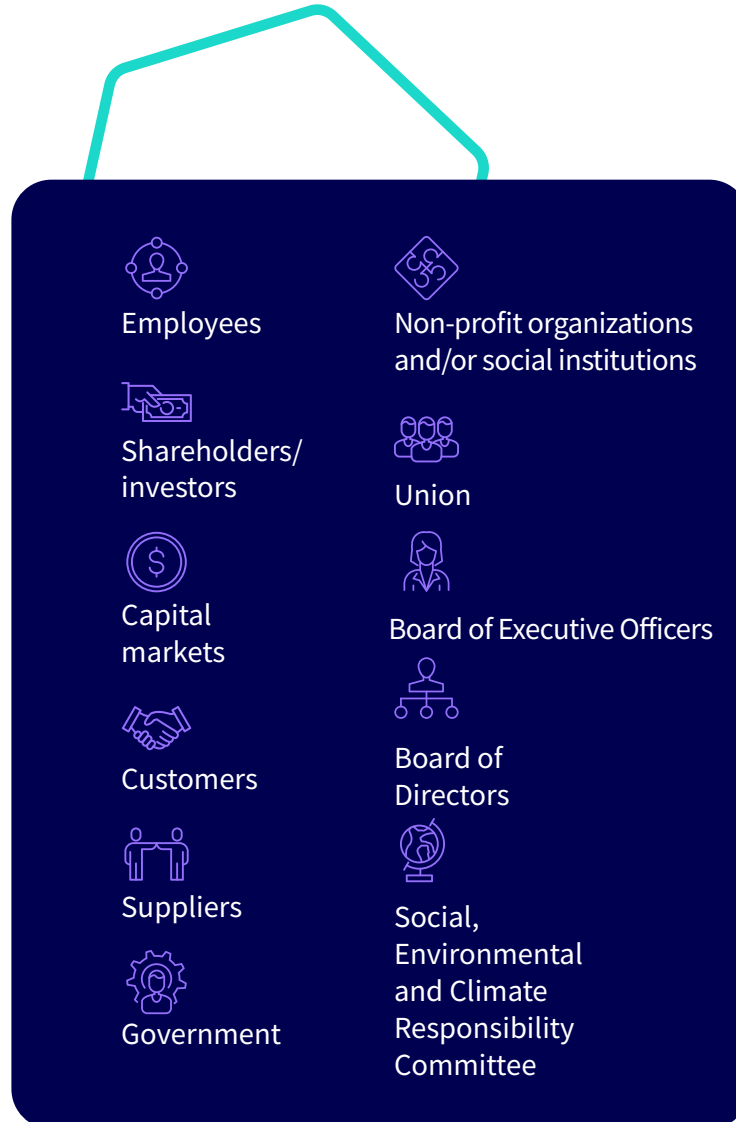 Employees
Shareholders/
investors
Capital
markets
Customers
Suppliers
Government
Non-profit organizations
and/or social institutions
Union
Board of Executive Officers
Board of
Directors
Social,
Environmental
and Climate
Responsibility
Committee